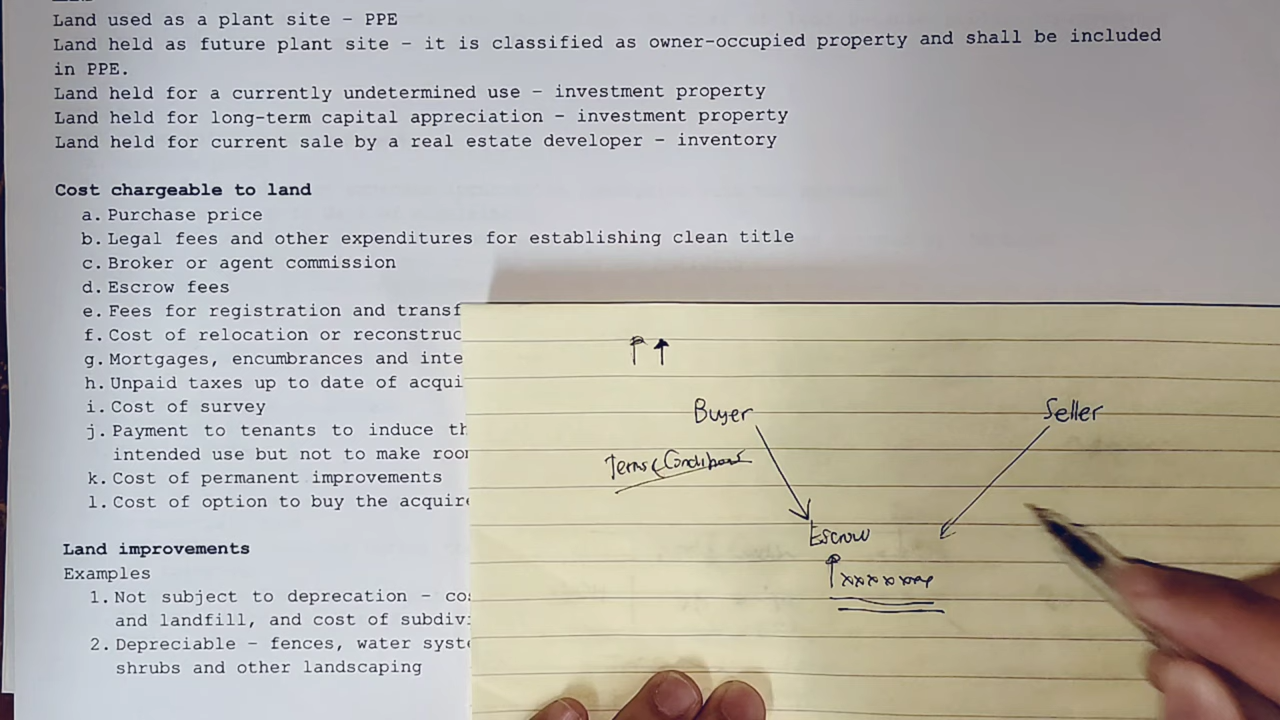 Land used as a plant site – PPE
Land held as future plant site – it is classified as owner-occupied property and shall be included
in PPE.
Land held for a currently undetermined use – investment property
Land held for long-term capital appreciation – investment property
Land held for current sale by a real estate developer – inventory
Cost chargeable to land
a. Purchase price
b. Legal fees and other expenditures for establishing clean title
c. Broker or agent commission
d. Escrow fees
e. Fees for registration and transf
f. Cost of relocation or reconstruc
g. Mortgages, encumbrances and inte
h. Unpaid taxes up to date of acqui
i. Cost of survey
j. Payment to tenants to induce th
intended use but not to make roo
k. Cost of permanent improvements
l. Cost of option to buy the acquire
Land improvements
Examples
1. Not subject to deprecation – co
and landfill, and cost of subdiv
2. Depreciable – fences, water syst
shrubs and other landscaping
Buyer Seller
Terms & Conditions
Escrow